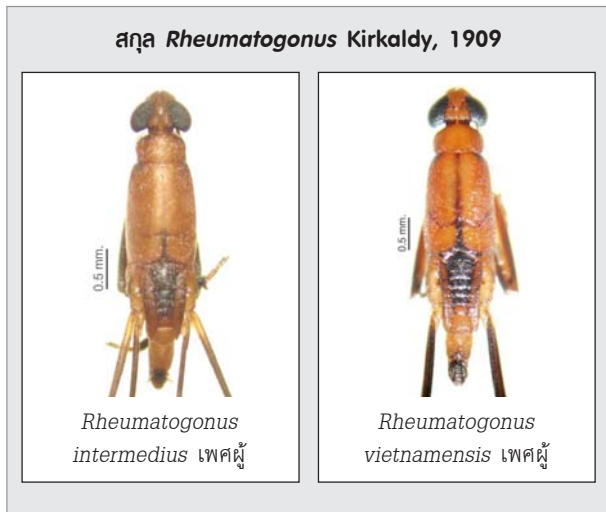 สกุล Rheumatogonus Kirkaldy, 1909
0.5 mm.
0.5 mm.
Rheumatogonus
intermedius เพศผู้
Rheumatogonus
vietnamensis เพศผู้